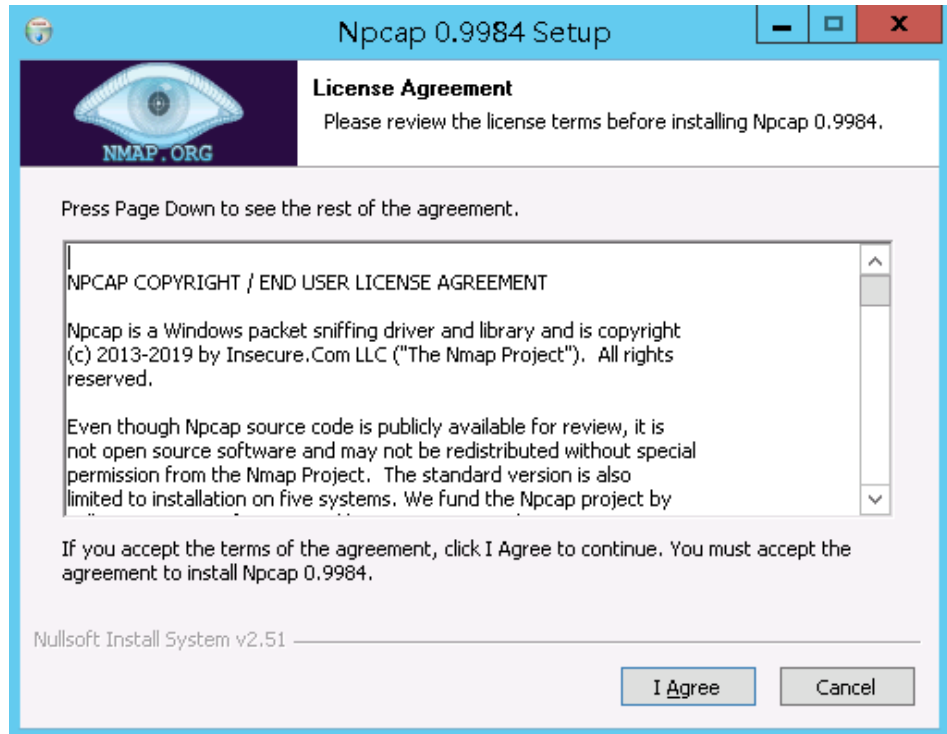 Npcap 0.9984 Setup
NMAP.ORG
License Agreement
Please review the license terms before installing Npcap 0.9984.
Press Page Down to see the rest of the agreement.
NPCAP COPYRIGHT / END USER LICENSE AGREEMENT
Npcap is a Windows packet sniffing driver and library and is copyright
(c) 2013-2019 by Insecure.Com LLC ("The Nmap Project").  All rights
reserved.
Even though Npcap source code is publicly available for review, it is
not open source software and may not be redistributed without special
permission from the Nmap Project.  The standard version is also
limited to installation on five systems. We fund the Npcap project by
If you accept the terms of the agreement, click I Agree to continue. You must accept the
agreement to install Npcap 0.9984.
Nullsoft Install System v2.51
I Agree
Cancel